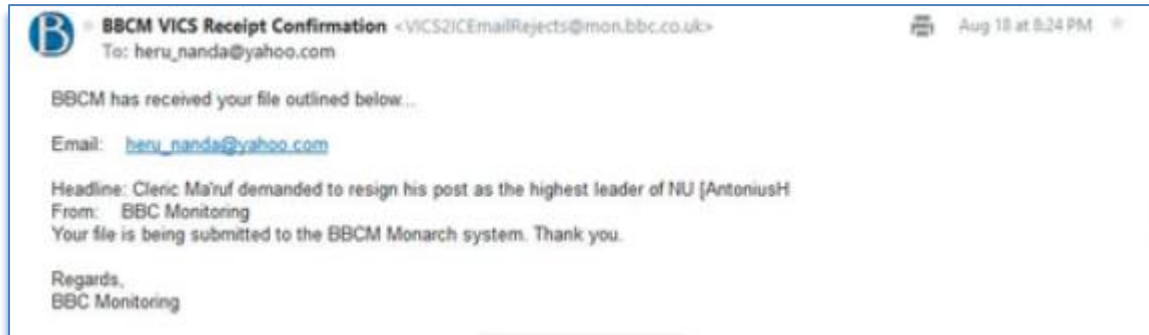 B BBCM VICS Receipt Confirmation <VICS2ICEmailRejects@mon.bbc.co.uk> Aug 18 at 8:24 PM
To: heru_nanda@yahoo.com
BBCM has received your file outlined below...
Email: heru_nanda@yahoo.com
Headline: Cleric Ma'ruf demanded to resign his post as the highest leader of NU [AntoniusH
From: BBC Monitoring
Your file is being submitted to the BBCM Monarch system. Thank you.
Regards,
BBC Monitoring